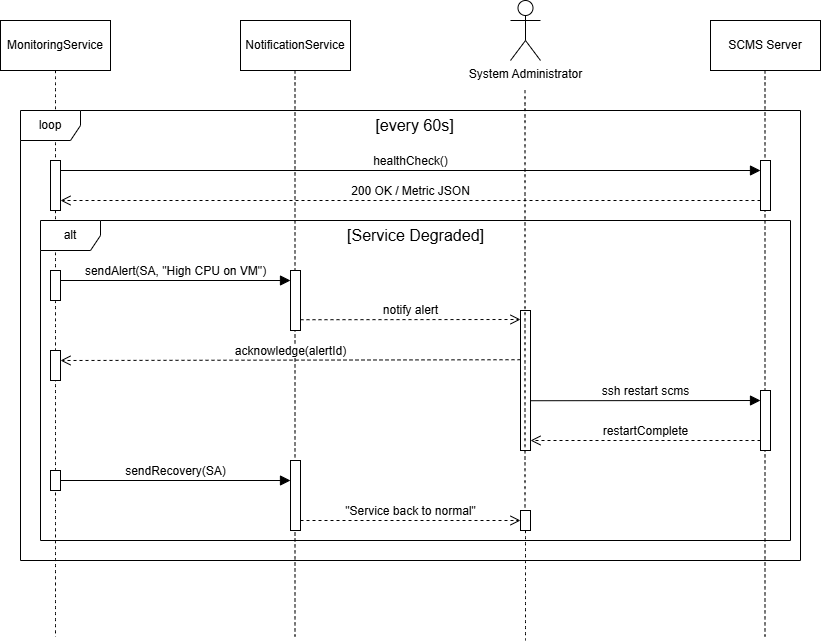 MonitoringService
NotificationService
System Administrator
SCMS Server
loop
[every 60s]
healthCheck()
200 OK / Metric JSON
alt
[Service Degraded]
sendAlert(SA, "High CPU on VM")
notify alert
acknowledge(alertId)
ssh restart scms
restartComplete
sendRecovery(SA)
"Service back to normal"